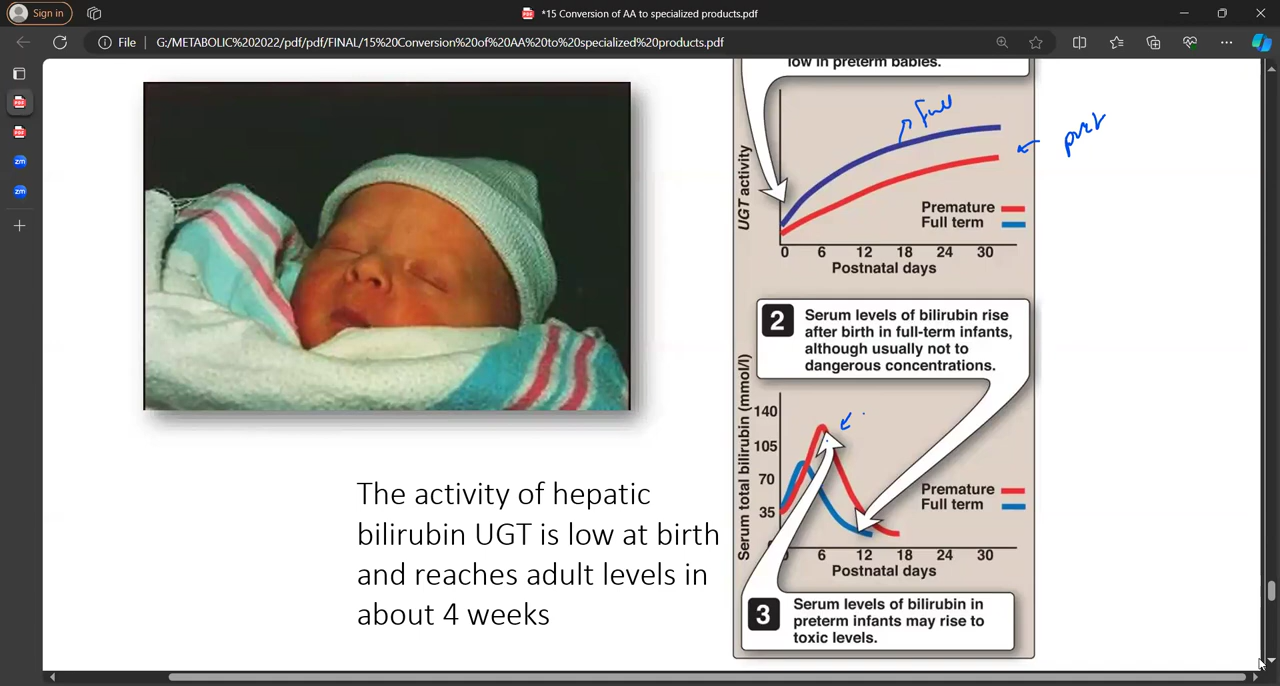 Sign in
*15 Conversion of AA to specialized products.pdf
File
G:/METABOLIC%202022/pdf/pdf/FINAL/15%20Conversion%20of%20AA%20to%20specialized%20products.pdf
zm
zm
low in preterm babies.
Full
UGT activity
Premature
Full term
0 6 12 18 24 30
Postnatal days
2
Serum levels of bilirubin rise
after birth in full-term infants,
although usually not to
dangerous concentrations.
Serum total bilirubin (mmol/l)
140
105
70
35
Premature
Full term
6 12 18 24 30
Postnatal days
3
Serum levels of bilirubin in
preterm infants may rise to
toxic levels.
The activity of hepatic
bilirubin UGT is low at birth
and reaches adult levels in
about 4 weeks